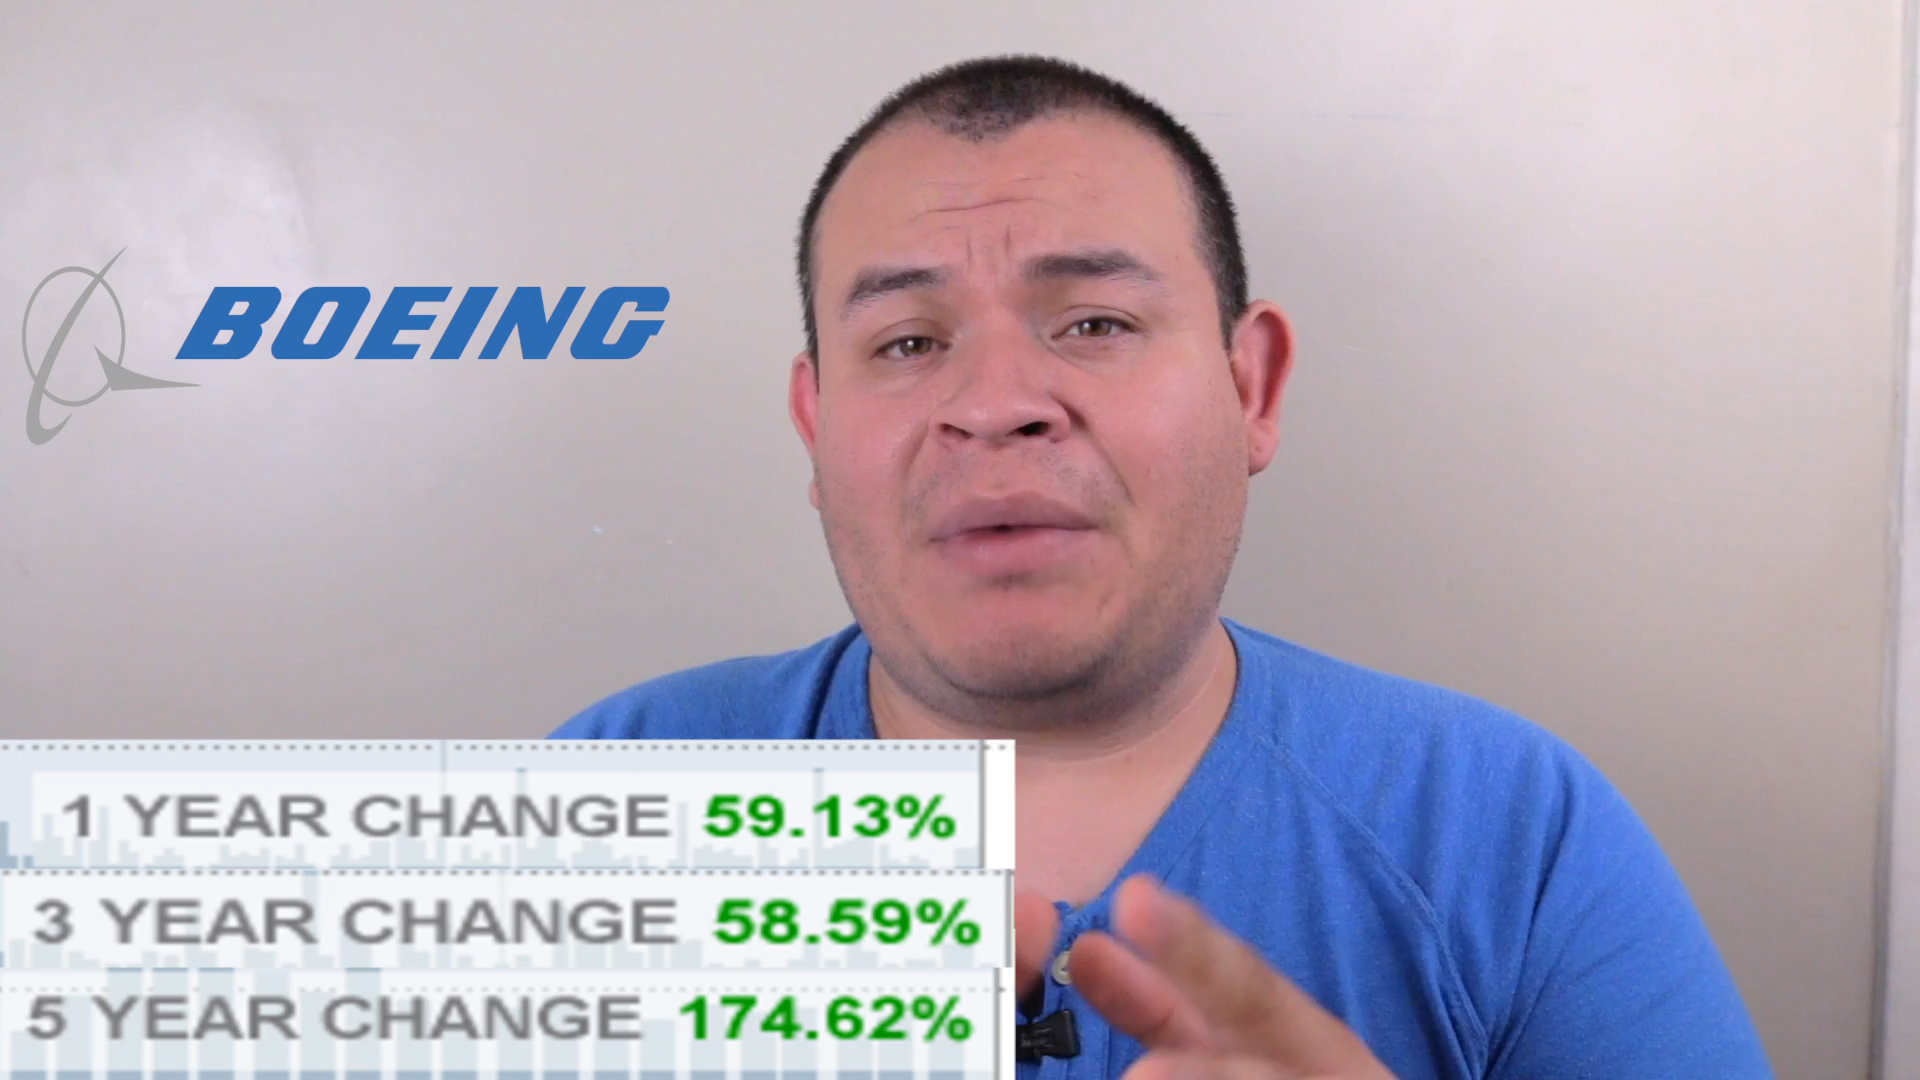 BOEING
1 YEAR CHANGE 59.13%
3 YEAR CHANGE 58.59%
5 YEAR CHANGE 174.62%